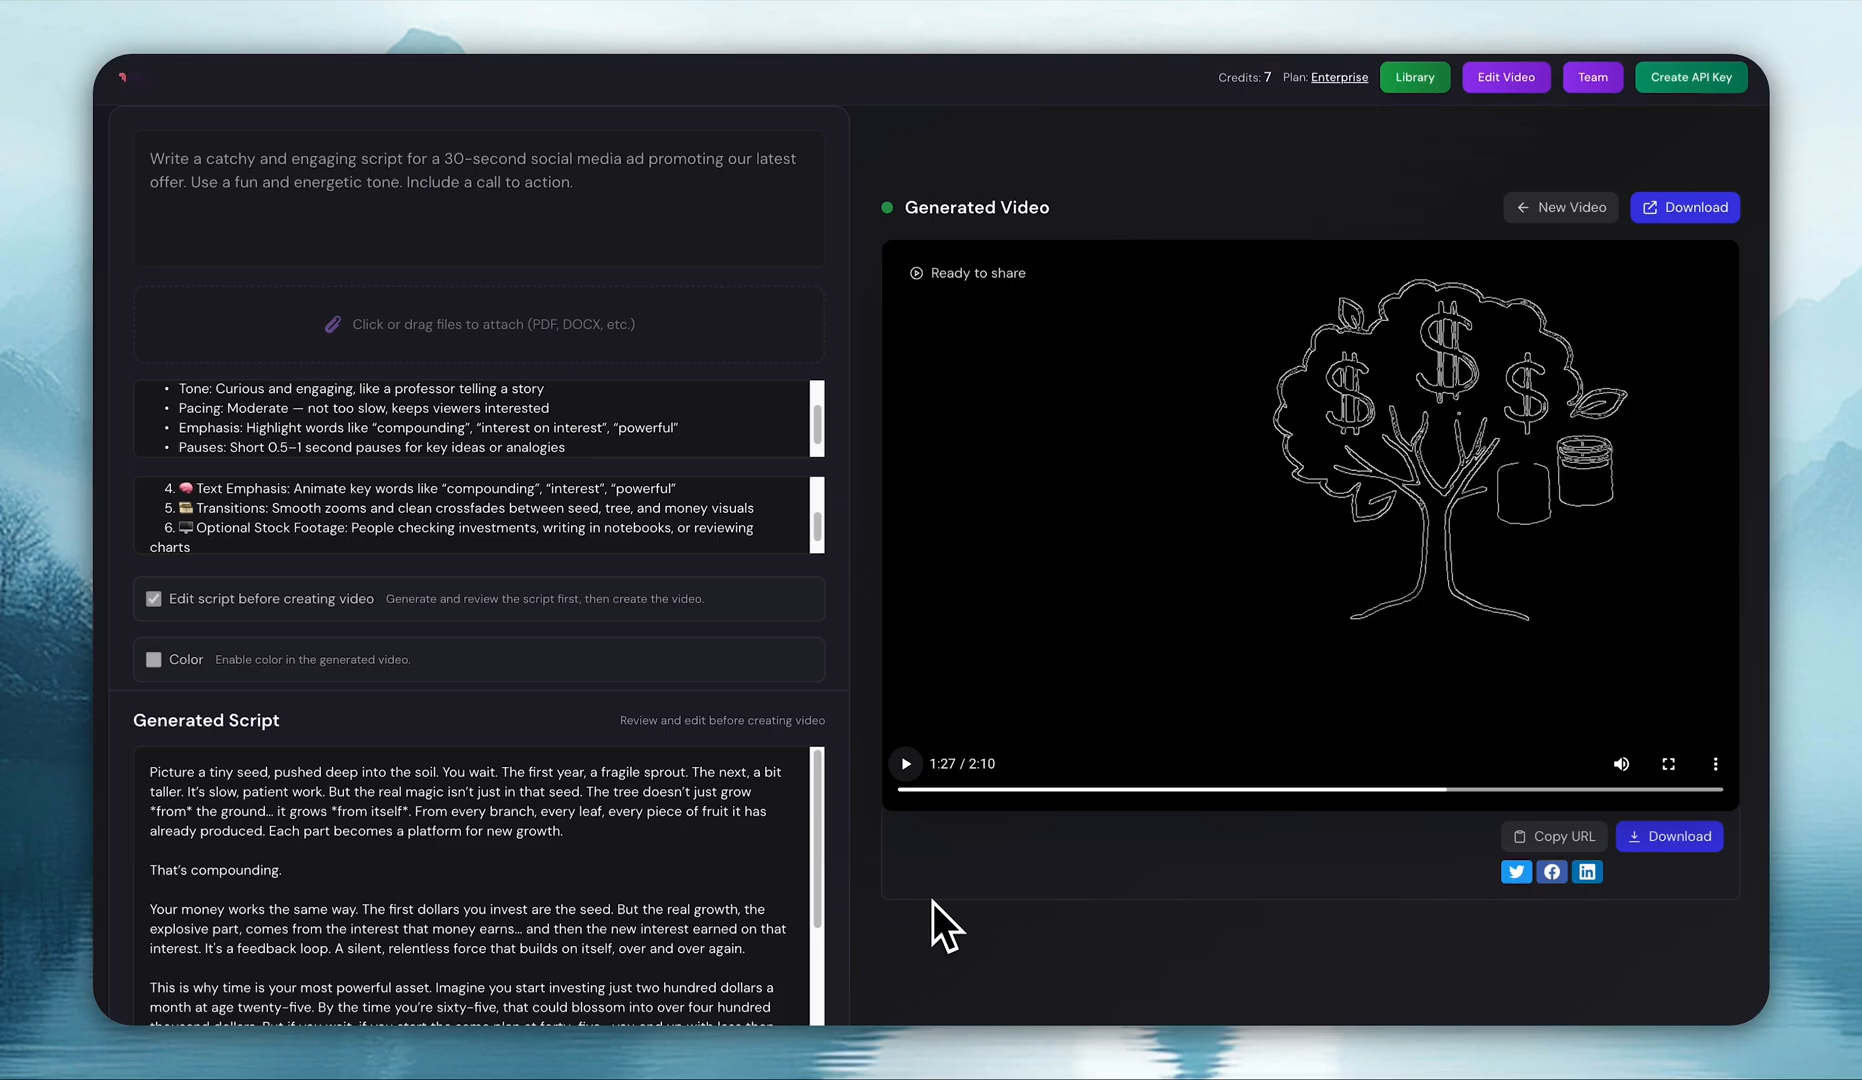 Credits: 7 Plan: Enterprise Library Edit Video Team Create API Key
Write a catchy and engaging script for a 30-second social media ad promoting our latest
offer. Use a fun and energetic tone. Include a call to action.
Click or drag files to attach (PDF, DOCX, etc.)
• Tone: Curious and engaging, like a professor telling a story
• Pacing: Moderate — not too slow, keeps viewers interested
• Emphasis: Highlight words like “compounding”, “interest on interest”, “powerful”
• Pauses: Short 0.5–1 second pauses for key ideas or analogies
4. 🧠 Text Emphasis: Animate key words like “compounding”, “interest”, “powerful”
5. 🎞 Transitions: Smooth zooms and clean crossfades between seed, tree, and money visuals
6. 🖥 Optional Stock Footage: People checking investments, writing in notebooks, or reviewing
charts
Edit script before creating video Generate and review the script first, then create the video.
Color Enable color in the generated video.
Generated Script Review and edit before creating video
Picture a tiny seed, pushed deep into the soil. You wait. The first year, a fragile sprout. The next, a bit
taller. It’s slow, patient work. But the real magic isn’t just in that seed. The tree doesn’t just grow
*from* the ground... it grows *from itself*. From every branch, every leaf, every piece of fruit it has
already produced. Each part becomes a platform for new growth.
That’s compounding.
Your money works the same way. The first dollars you invest are the seed. But the real growth, the
explosive part, comes from the interest that money earns... and then the new interest earned on that
interest. It's a feedback loop. A silent, relentless force that builds on itself, over and over again.
This is why time is your most powerful asset. Imagine you start investing just two hundred dollars a
month at age twenty-five. By the time you’re sixty-five, that could blossom into over four hundred
Generated Video
New Video Download
Ready to share
$ $ $
1:27 / 2:10
Copy URL Download